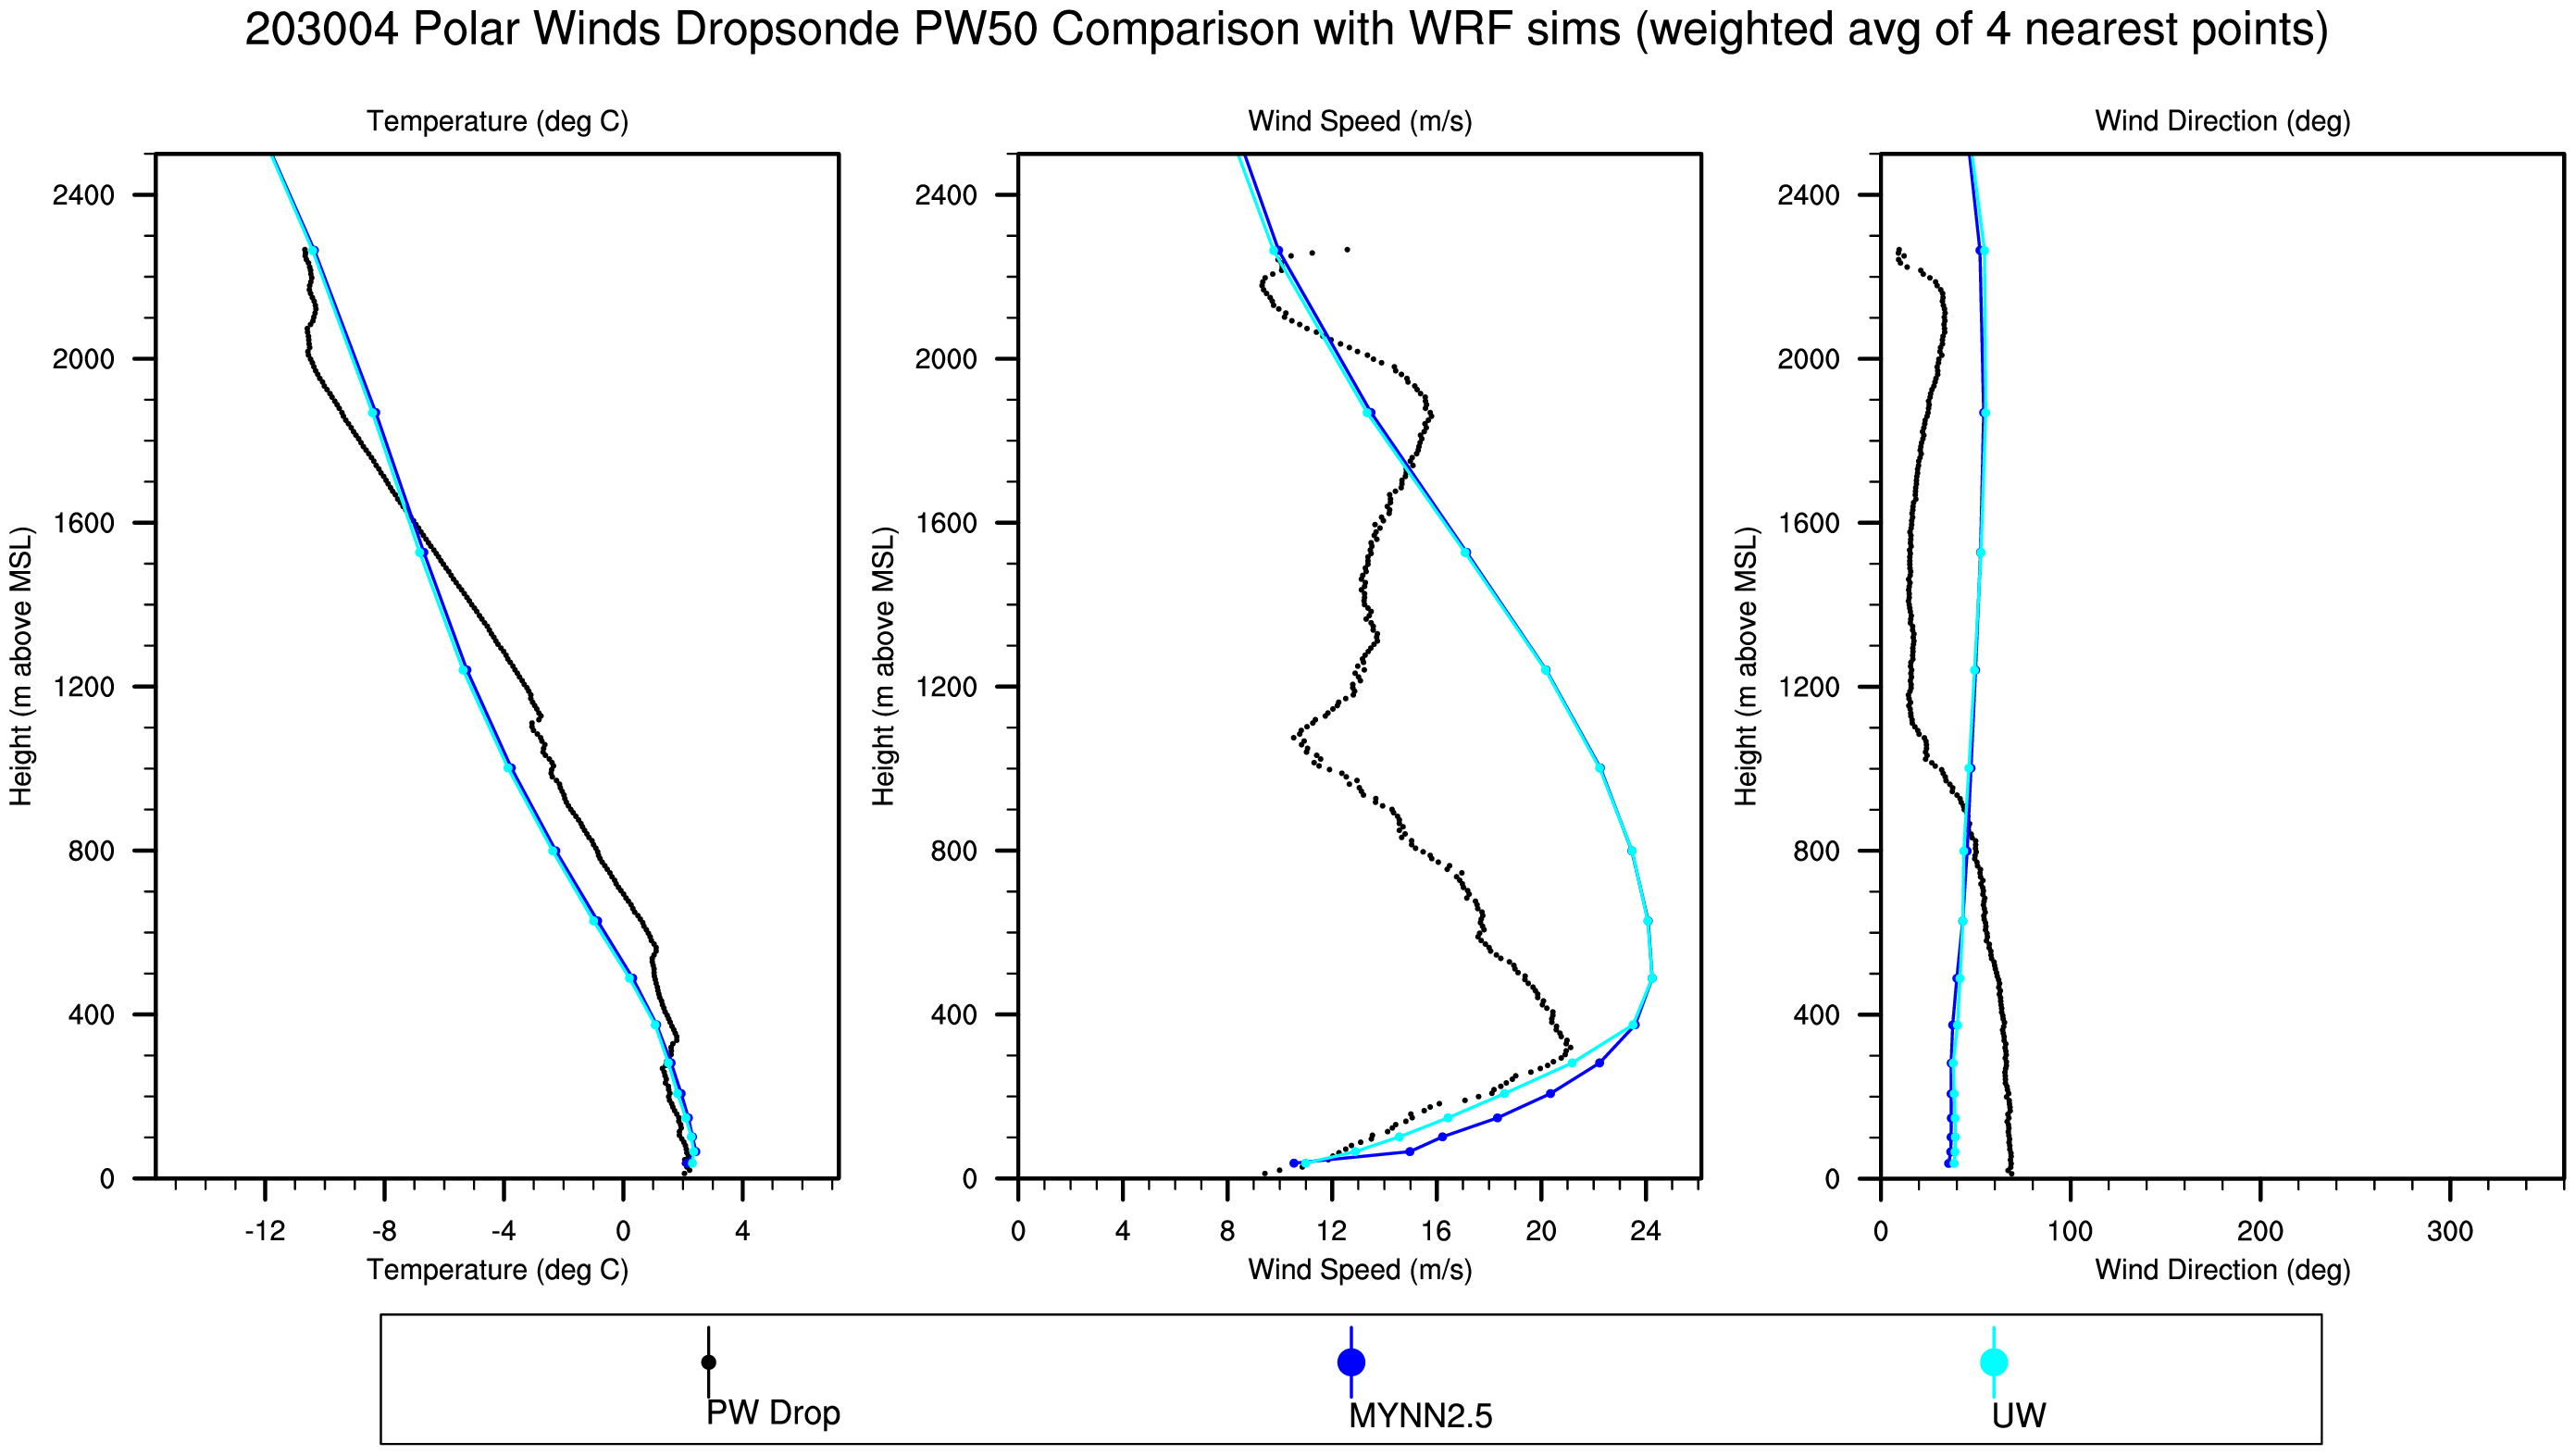 203004 Polar Winds Dropsonde PW50 Comparison with WRF sims (weighted avg of 4 nearest points)
Temperature (deg C)
Height (m above MSL)
2400
2000
1600
1200
800
400
0
-12 -8 -4 0 4
Temperature (deg C)
Wind Speed (m/s)
Height (m above MSL)
2400
2000
1600
1200
800
400
0
0 4 8 12 16 20 24
Wind Speed (m/s)
Wind Direction (deg)
Height (m above MSL)
2400
2000
1600
1200
800
400
0
0 100 200 300
Wind Direction (deg)
PW Drop
MYNN2.5
UW